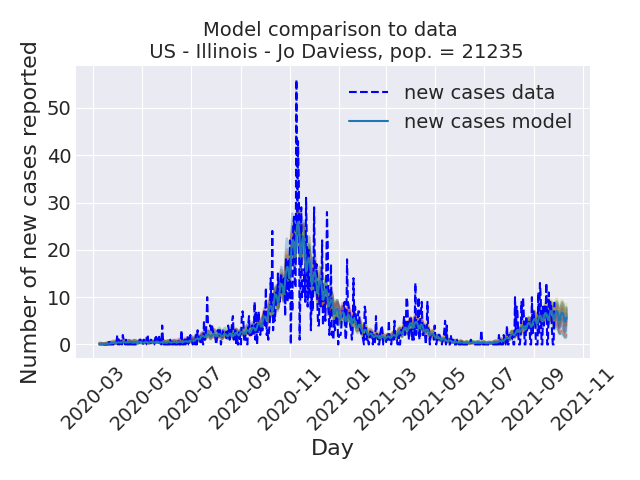 Model comparison to data
US - Illinois - Jo Daviess, pop. = 21235
Number of new cases reported
50
40
30
20
10
0
new cases data
new cases model
2020-03
2020-05
2020-07
2020-09
2020-11
2021-01
2021-03
2021-05
2021-07
2021-09
2021-11
Day